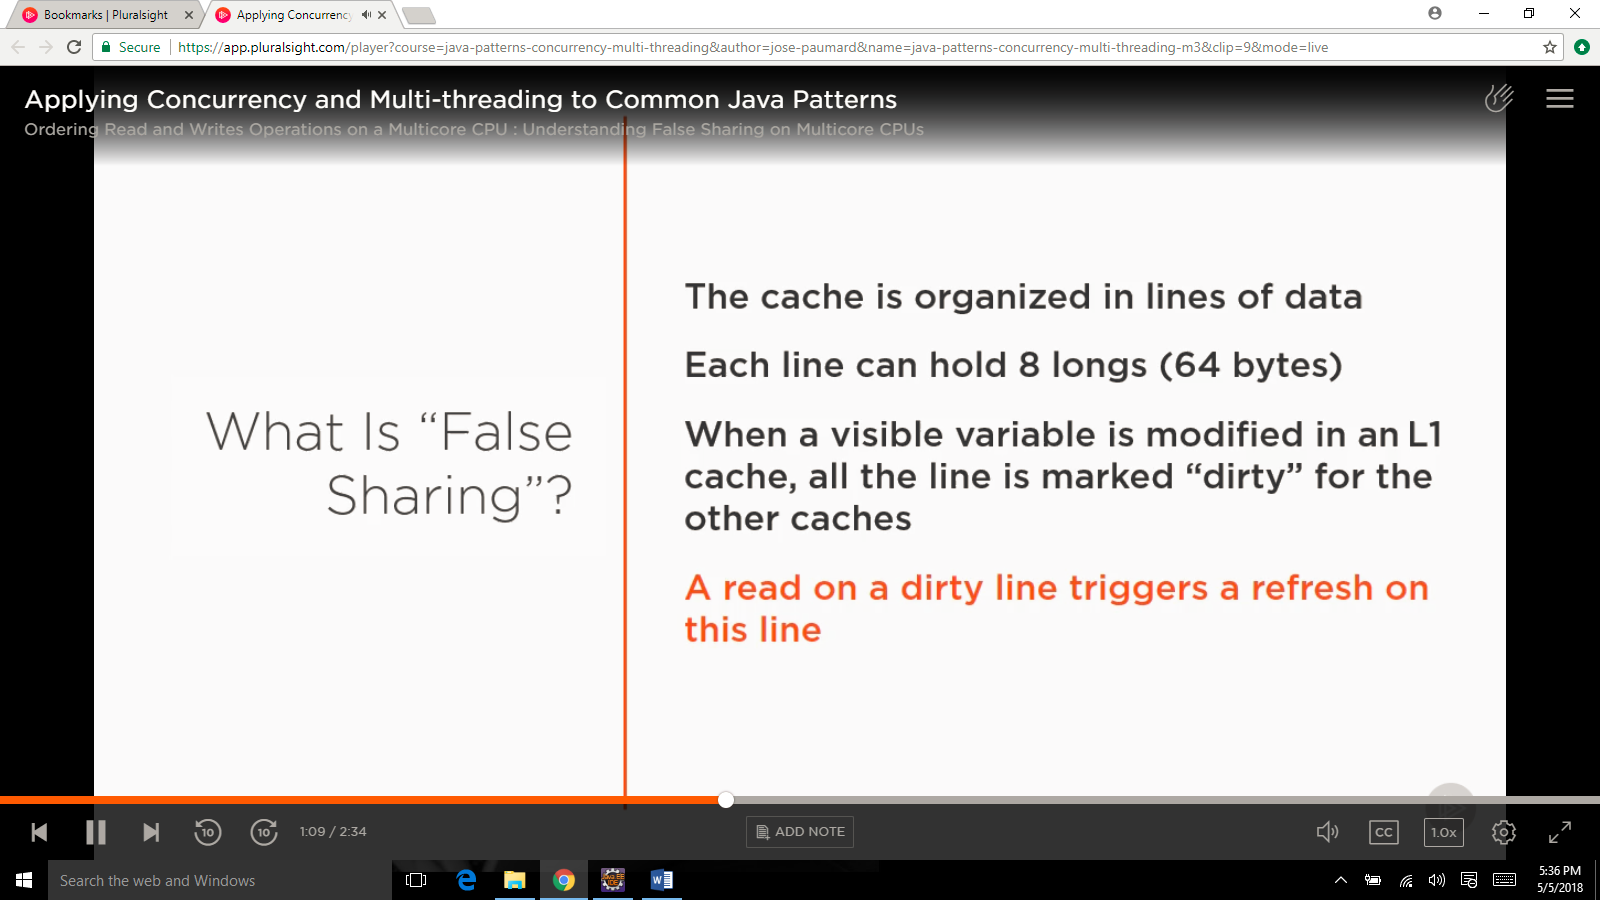 Bookmarks | Pluralsight
Applying Concurrency
Secure
https://app.pluralsight.com/player?course=java-patterns-concurrency-multi-threading&author=jose-paumard&name=java-patterns-concurrency-multi-threading-m3&clip=9&mode=live
Applying Concurrency and Multi-threading to Common Java Patterns
Ordering Read and Writes Operations on a Multicore CPU : Understanding False Sharing on Multicore CPUs
What Is “False
Sharing”?
The cache is organized in lines of data
Each line can hold 8 longs (64 bytes)
When a visible variable is modified in an L1
cache, all the line is marked “dirty” for the
other caches
A read on a dirty line triggers a refresh on
this line
10
10
1:09 / 2:34
ADD NOTE
CC
1.0x
Search the web and Windows
5:36 PM
5/5/2018